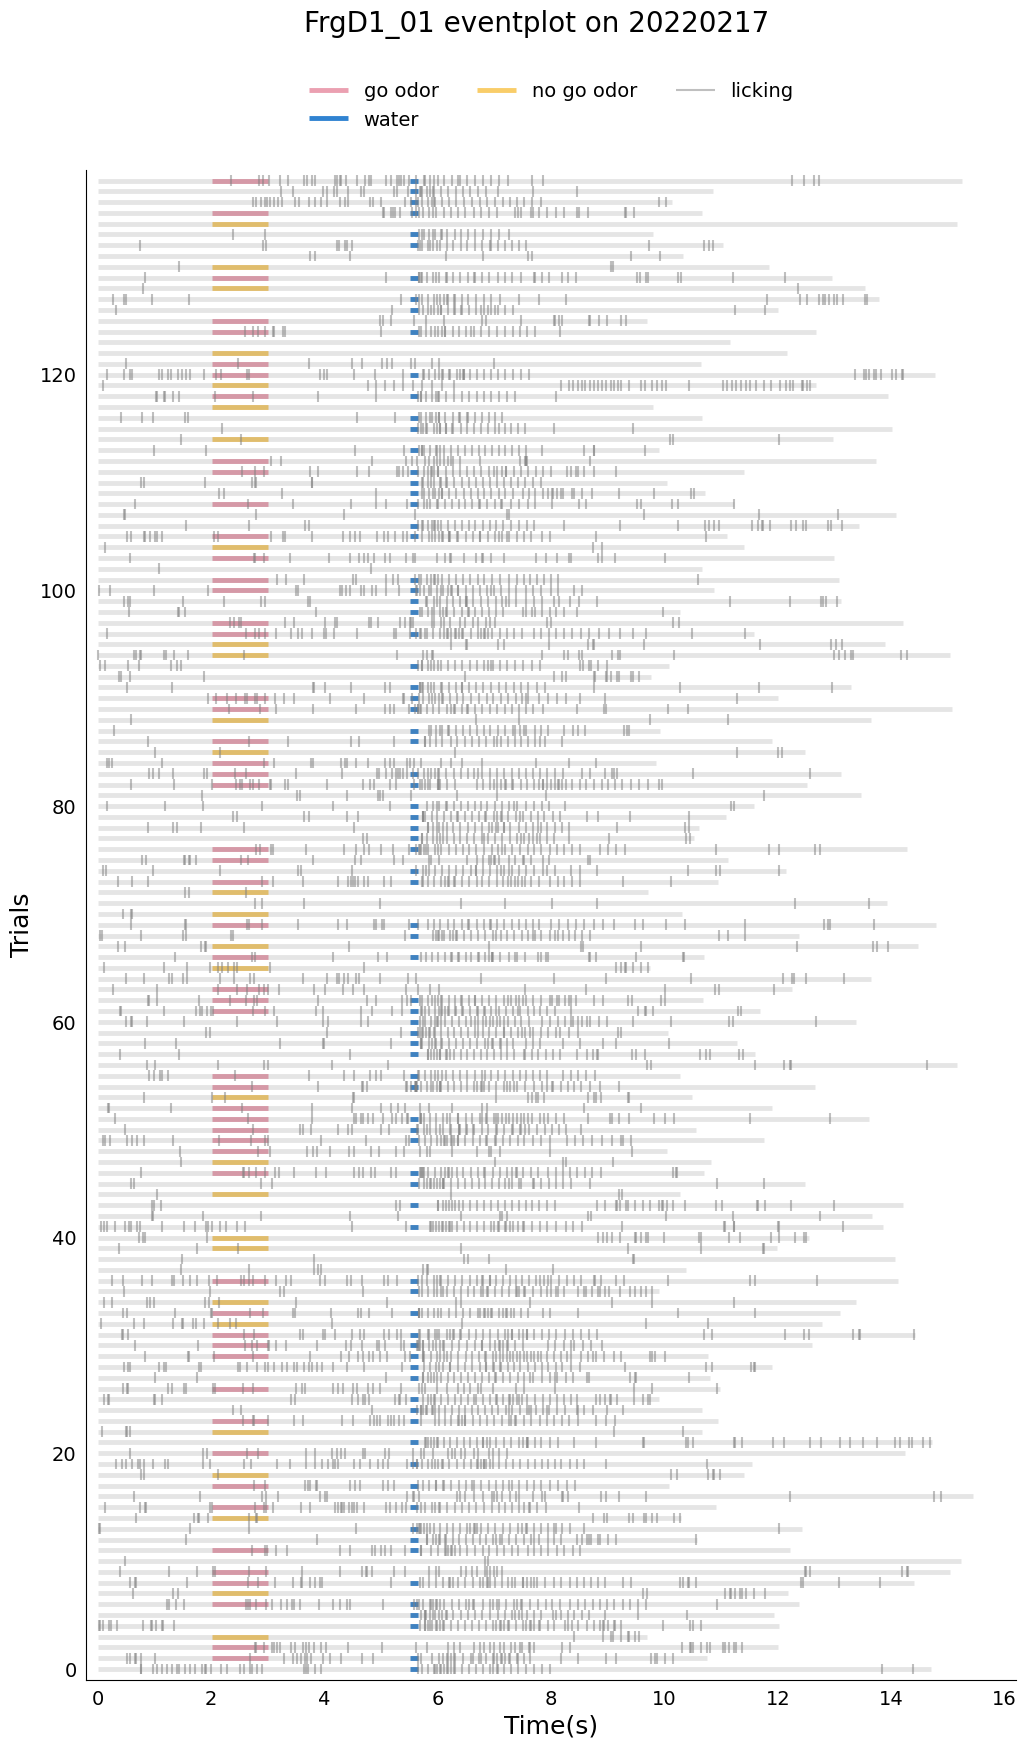 FrgD1_01 eventplot on 20220217
go odor
no go odor
licking
water
120
100
80
60
40
20
0
Trials
0 2 4 6 8 10 12 14 16
Time(s)